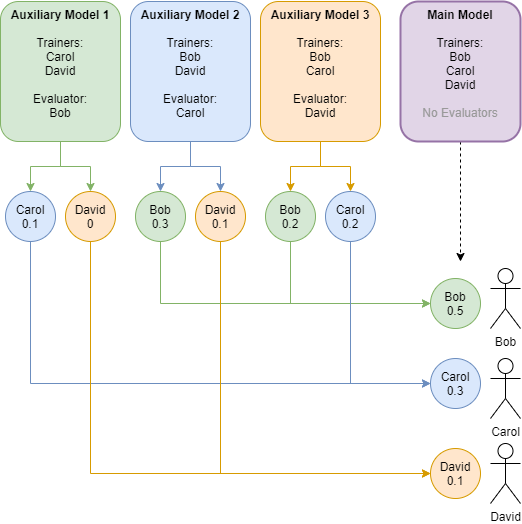 Auxiliary Model 1
Trainers:
Carol
David
Evaluator:
Bob
Auxiliary Model 2
Trainers:
Bob
David
Evaluator:
Carol
Auxiliary Model 3
Trainers:
Bob
Carol
Evaluator:
David
Main Model
Trainers:
Bob
Carol
David
No Evaluators
Carol
0.1
David
0
Bob
0.3
David
0.1
Bob
0.2
Carol
0.2
Bob
0.5
Bob
Carol
0.3
Carol
David
0.1
David